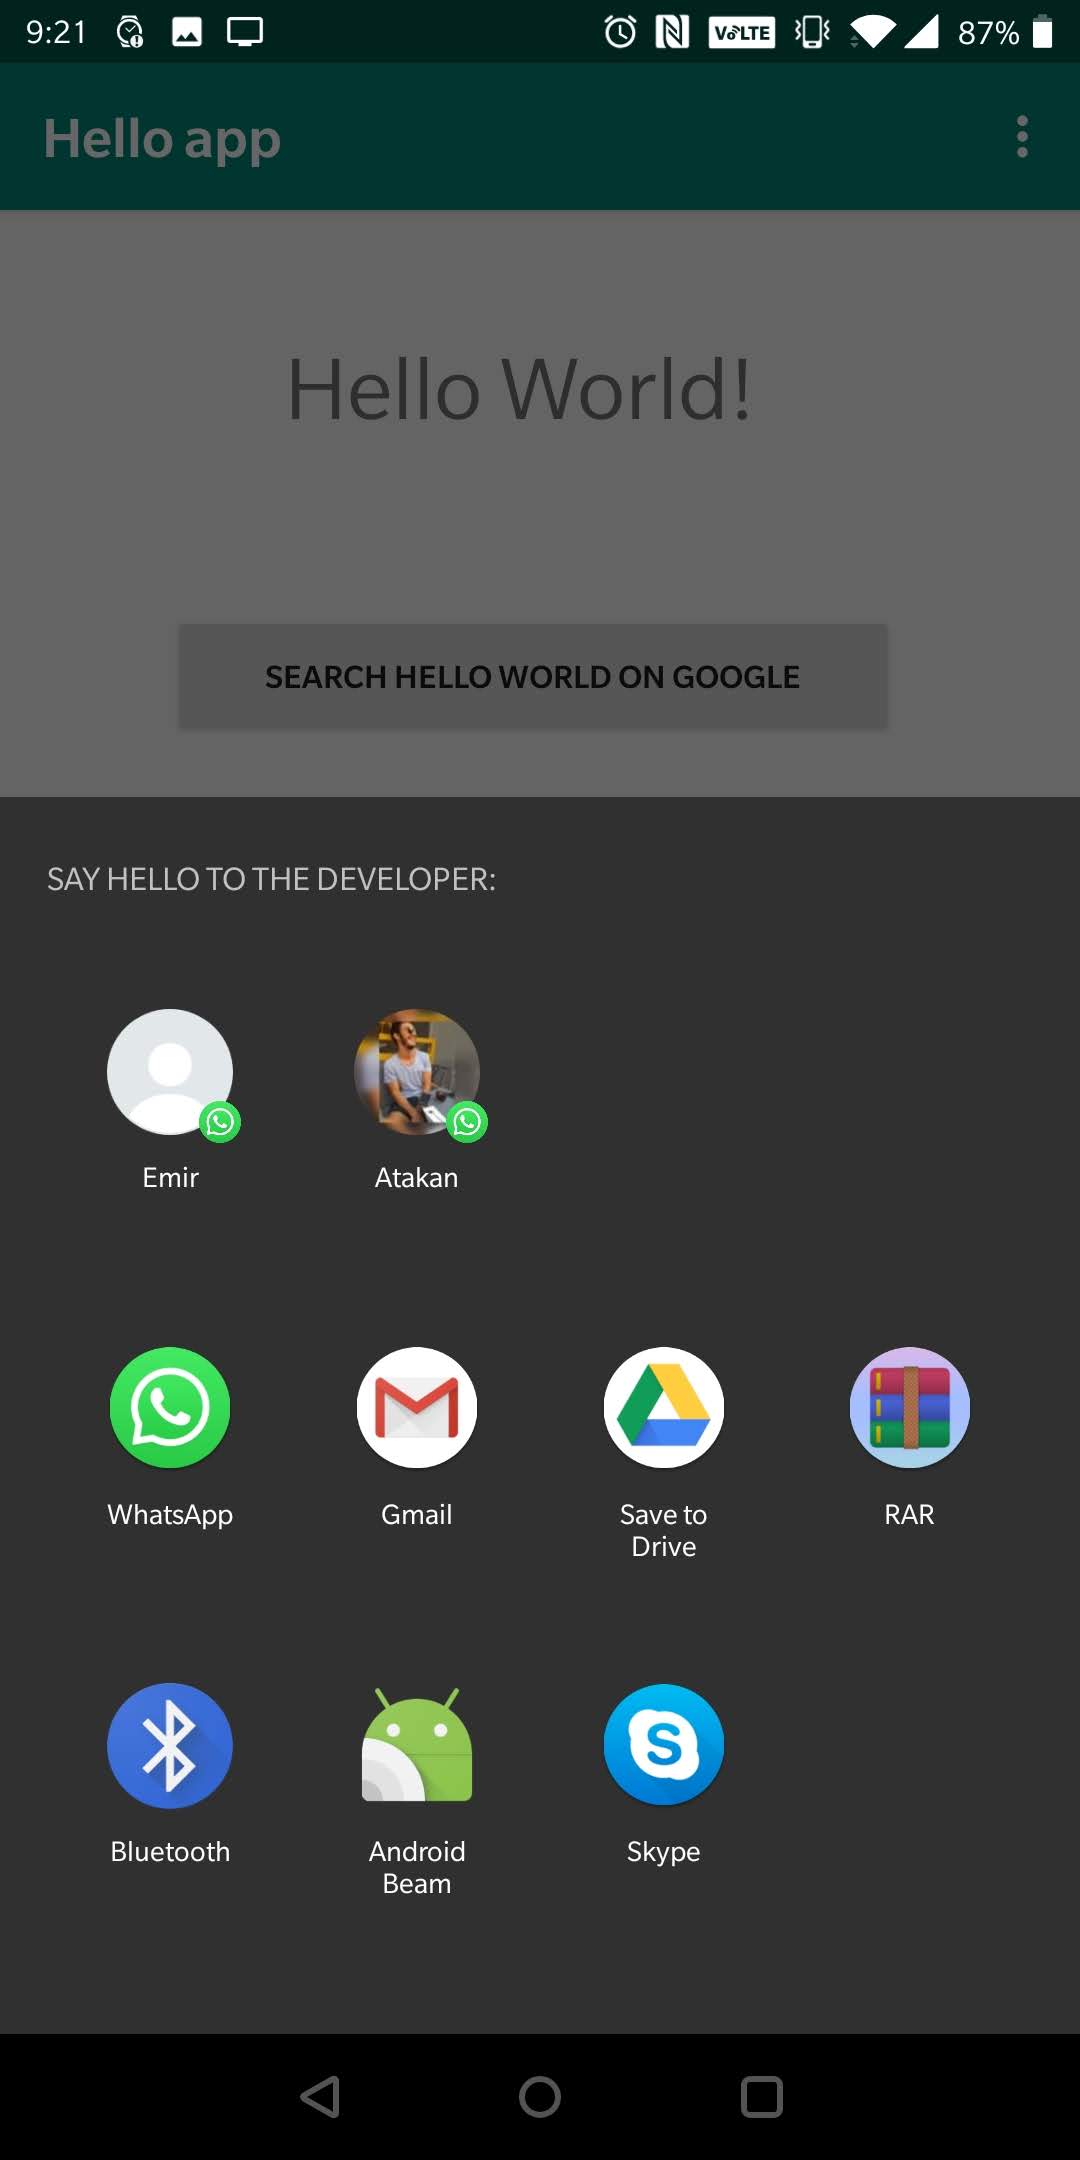 9:21
VoLTE
87%
Hello app
Hello World!
SEARCH HELLO WORLD ON GOOGLE
SAY HELLO TO THE DEVELOPER:
Emir
Atakan
WhatsApp
Gmail
Save to
Drive
RAR
Bluetooth
Android
Beam
Skype